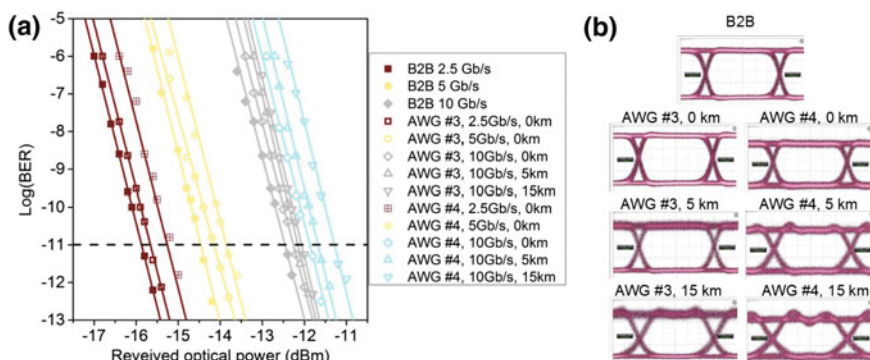 (a)
Log(BER)
-5
-6
-7
-8
-9
-10
-11
-12
-13
-17 -16 -15 -14 -13 -12 -11
Reveived optical power (dBm)
B2B 2.5 Gb/s
B2B 5 Gb/s
B2B 10 Gb/s
AWG #3, 2.5Gb/s, 0km
AWG #3, 5Gb/s, 0km
AWG #3, 10Gb/s, 0km
AWG #3, 10Gb/s, 5km
AWG #3, 10Gb/s, 15km
AWG #4, 2.5Gb/s, 0km
AWG #4, 5Gb/s, 0km
AWG #4, 10Gb/s, 0km
AWG #4, 10Gb/s, 5km
AWG #4, 10Gb/s, 15km
(b)
B2B
AWG #3, 0 km
AWG #4, 0 km
AWG #3, 5 km
AWG #4, 5 km
AWG #3, 15 km
AWG #4, 15 km